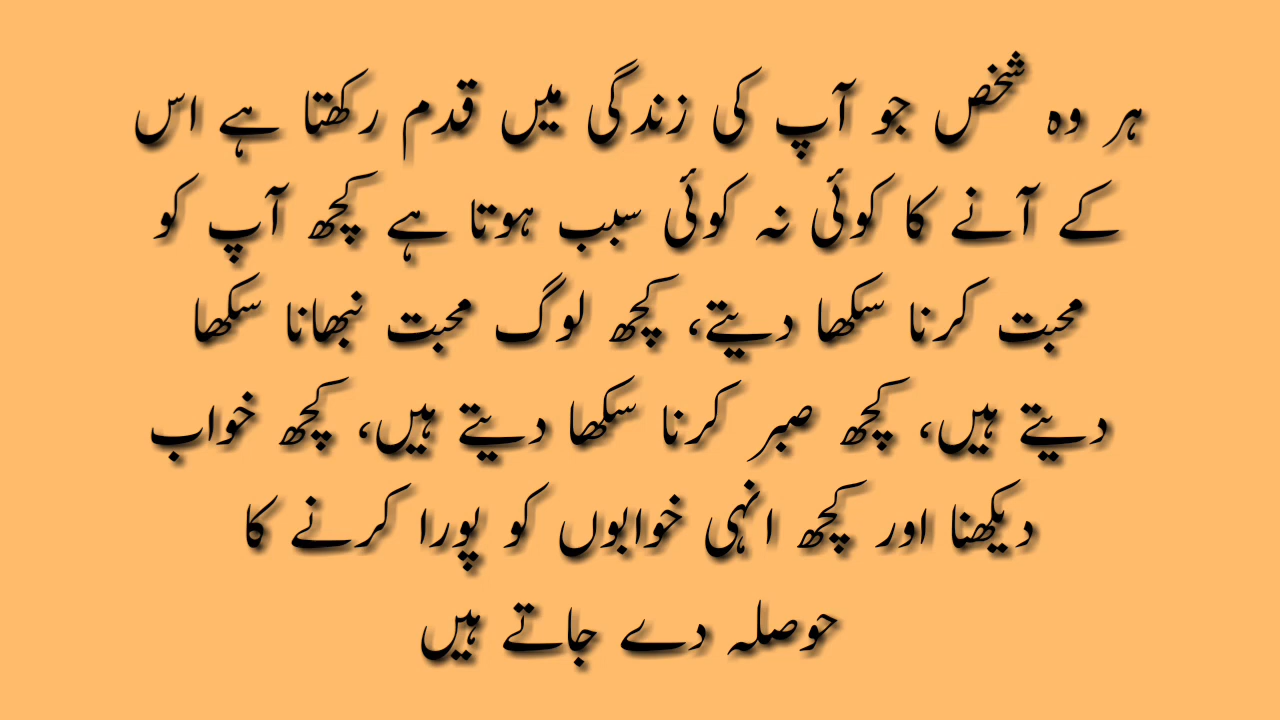 ہر وہ شخص جو آپ کی زندگی میں قدم رکھتا ہے اس
کے آنے کا کوئی نہ کوئی سبب ہوتا ہے کچھ آپ کو
محبت کرنا سکھا دیتے، کچھ لوگ محبت نبھانا سکھا
دیتے ہیں، کچھ صبر کرنا سکھا دیتے ہیں، کچھ خواب
دیکھنا اور کچھ انہی خوابوں کو پورا کرنے کا
حوصلہ دے جاتے ہیں